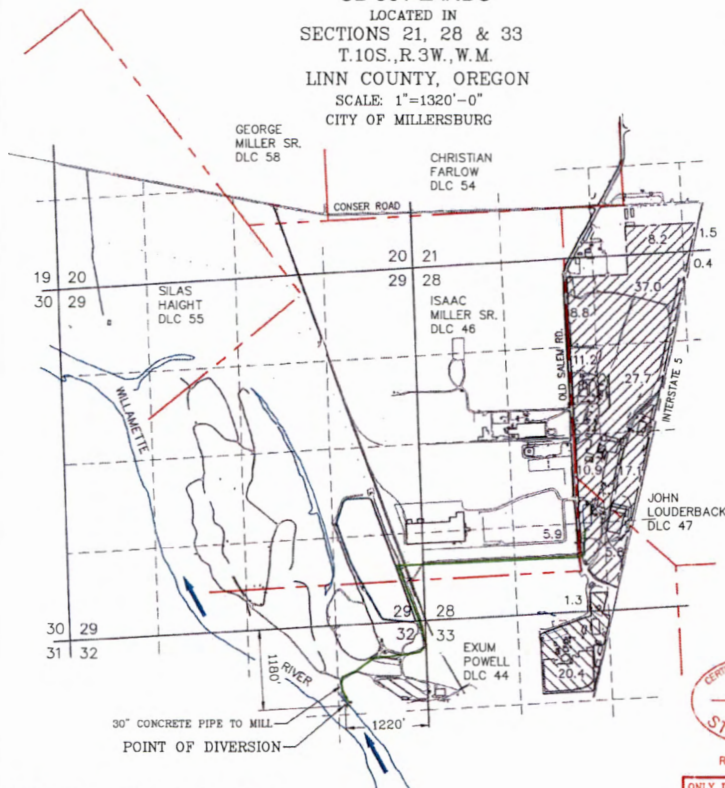 LOCATED IN
SECTIONS 21, 28 & 33
T.10S.,R.3W.,W.M.
LINN COUNTY, OREGON
SCALE: 1"=1320'-0"
CITY OF MILLERSBURG
GEORGE
MILLER SR.
DLC 58
CHRISTIAN
FARLOW
DLC 54
CONSER ROAD
8.2
1.5
0.4
19 20
30 29
20 21
29 28
37.0
SILAS
HAIGHT
DLC 55
ISAAC
MILLER SR.
DLC 46
8.8
OLD SALEM RD.
11.2
27.7
INTERSTATE 5
WILLAMETTE
10.9
17.1
JOHN
LOUDERBACK
DLC 47
5.9
30 29
31 32
29 28
32 33
1.3
1180'
RIVER
EXUM
POWELL
DLC 44
20.4
30" CONCRETE PIPE TO MILL
1220'
POINT OF DIVERSION